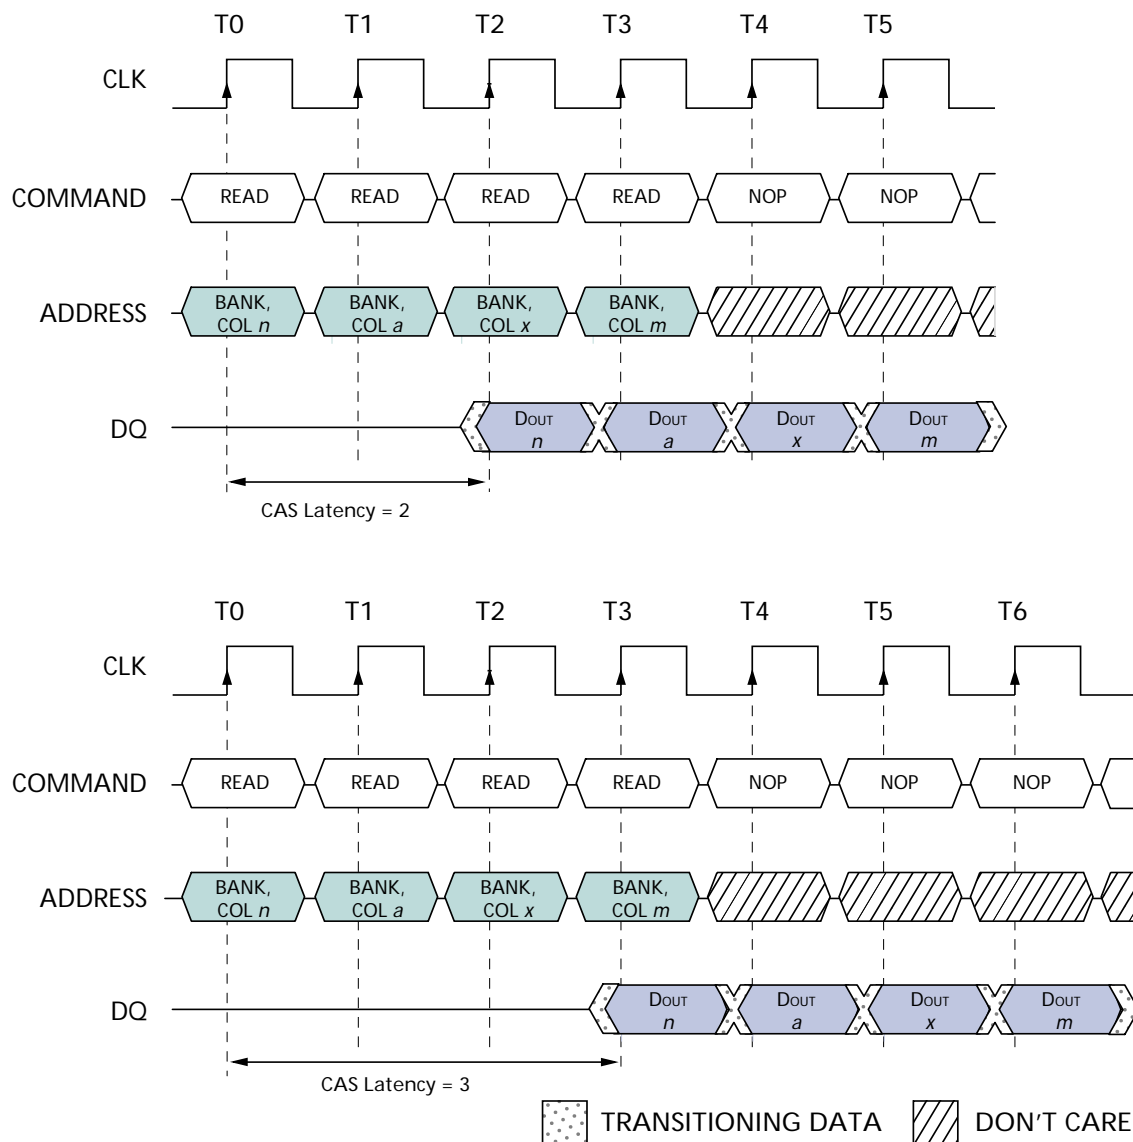 T0 T1 T2 T3 T4 T5
CLK
COMMAND READ READ READ READ NOP NOP
ADDRESS BANK, BANK, BANK, BANK,
COL n COL a COL x COL m
DQ DOUT DOUT DOUT DOUT
n a x m
CAS Latency = 2
T0 T1 T2 T3 T4 T5 T6
CLK
COMMAND READ READ READ READ NOP NOP NOP
ADDRESS BANK, BANK, BANK, BANK,
COL n COL a COL x COL m
DQ DOUT DOUT DOUT DOUT
n a x m
CAS Latency = 3
TRANSITIONING DATA DON'T CARE